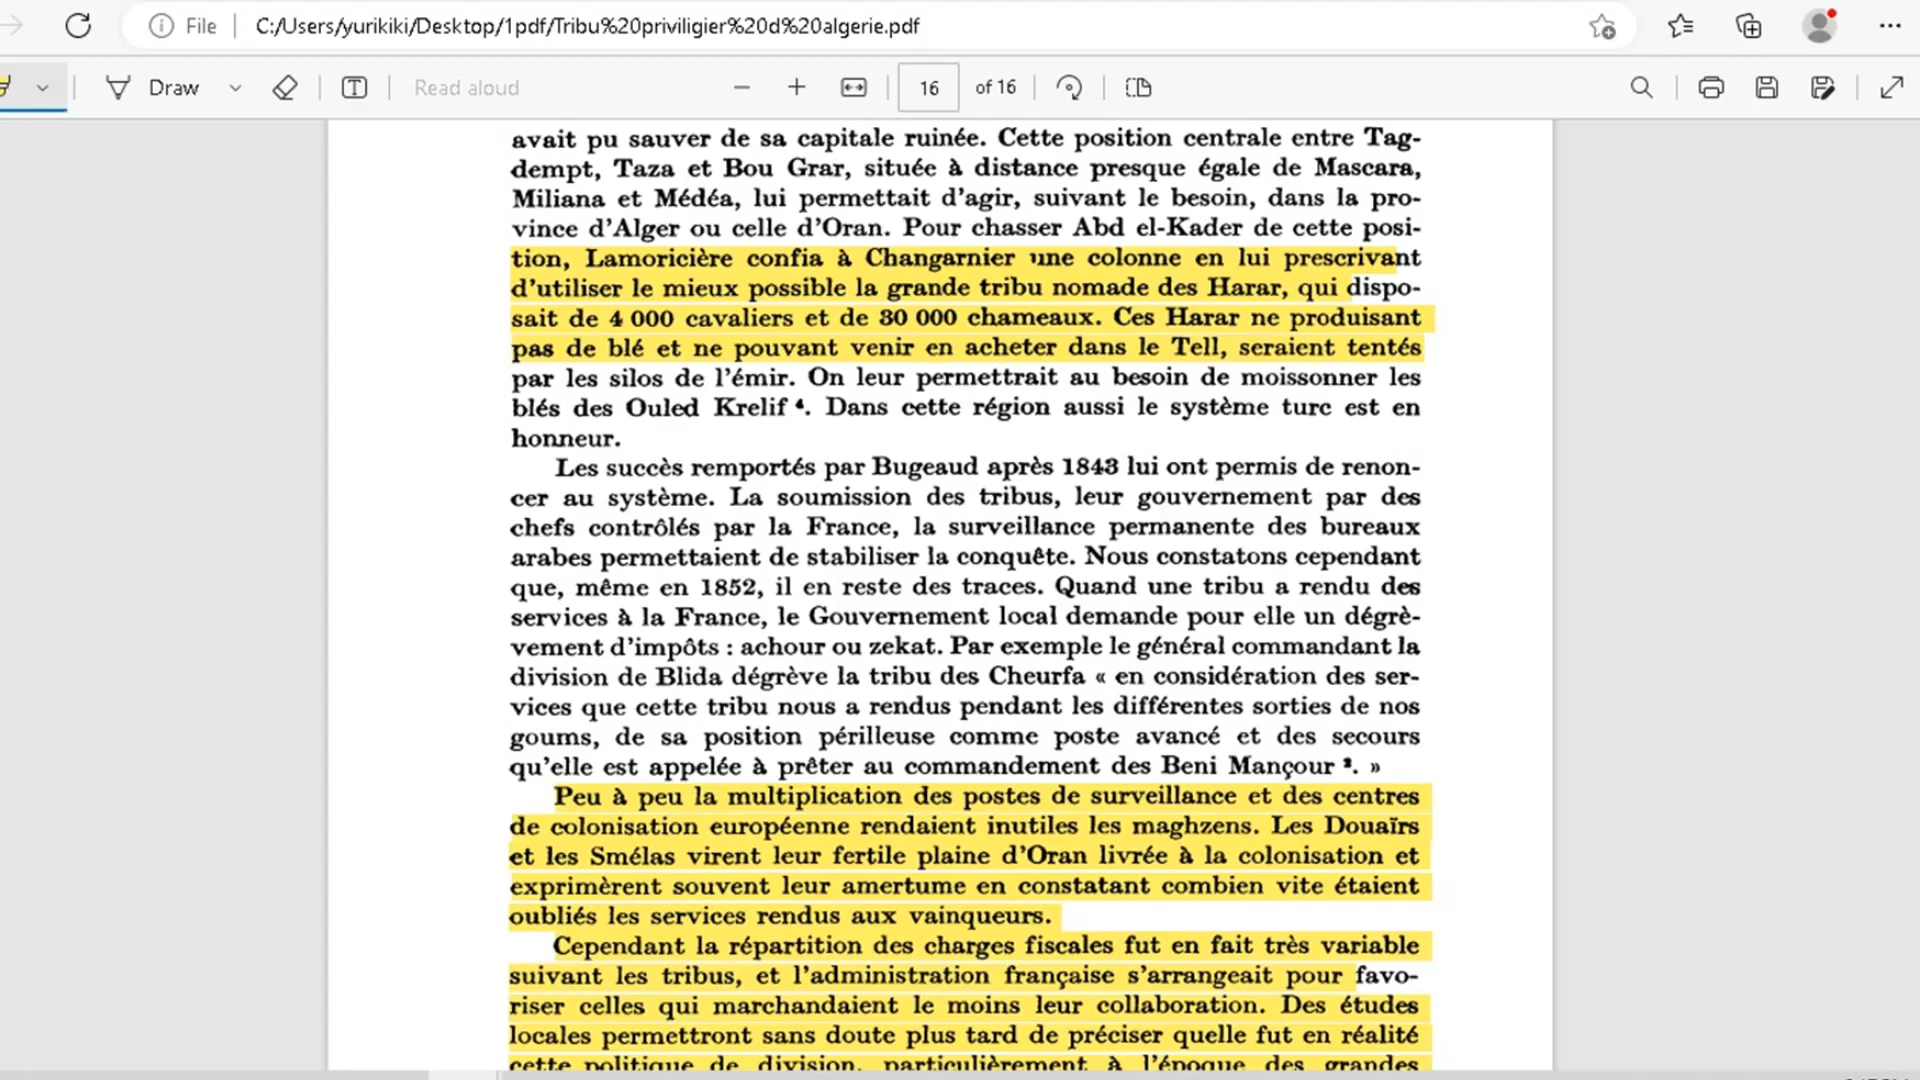 File
C:/Users/yurikiki/Desktop/1pdf/Tribu%20priviligier%20d%20algerie.pdf
Draw
Read aloud
16
of 16
avait pu sauver de sa capitale ruinée. Cette position centrale entre Tag-
dempt, Taza et Bou Grar, située à distance presque égale de Mascara,
Miliana et Médéa, lui permettait d'agir, suivant le besoin, dans la pro-
vince d'Alger ou celle d'Oran. Pour chasser Abd el-Kader de cette posi-
tion, Lamoricière confia à Changarnier une colonne en lui prescrivant
d'utiliser le mieux possible la grande tribu nomade des Harar, qui dispo-
sait de 4 000 cavaliers et de 30 000 chameaux. Ces Harar ne produisant
pas de blé et ne pouvant venir en acheter dans le Tell, seraient tentés
par les silos de l'émir. On leur permettrait au besoin de moissonner les
blés des Ouled Krelif ⁴. Dans cette région aussi le système turc est en
honneur.
Les succès remportés par Bugeaud après 1843 lui ont permis de renon-
cer au système. La soumission des tribus, leur gouvernement par des
chefs contrôlés par la France, la surveillance permanente des bureaux
arabes permettaient de stabiliser la conquête. Nous constatons cependant
que, même en 1852, il en reste des traces. Quand une tribu a rendu des
services à la France, le Gouvernement local demande pour elle un dégrè-
vement d'impôts : achour ou zekat. Par exemple le général commandant la
division de Blida dégrève la tribu des Cheurfa « en considération des ser-
vices que cette tribu nous a rendus pendant les différentes sorties de nos
goums, de sa position périlleuse comme poste avancé et des secours
qu'elle est appelée à prêter au commandement des Beni Mançour ². »
Peu à peu la multiplication des postes de surveillance et des centres
de colonisation européenne rendaient inutiles les maghzens. Les Douaïrs
et les Smélas virent leur fertile plaine d'Oran livrée à la colonisation et
exprimèrent souvent leur amertume en constatant combien vite étaient
oubliés les services rendus aux vainqueurs.
Cependant la répartition des charges fiscales fut en fait très variable
suivant les tribus, et l'administration française s'arrangeait pour favo-
riser celles qui marchandaient le moins leur collaboration. Des études
locales permettront sans doute plus tard de préciser quelle fut en réalité
cette politique de division, particulièrement à l'époque des grandes